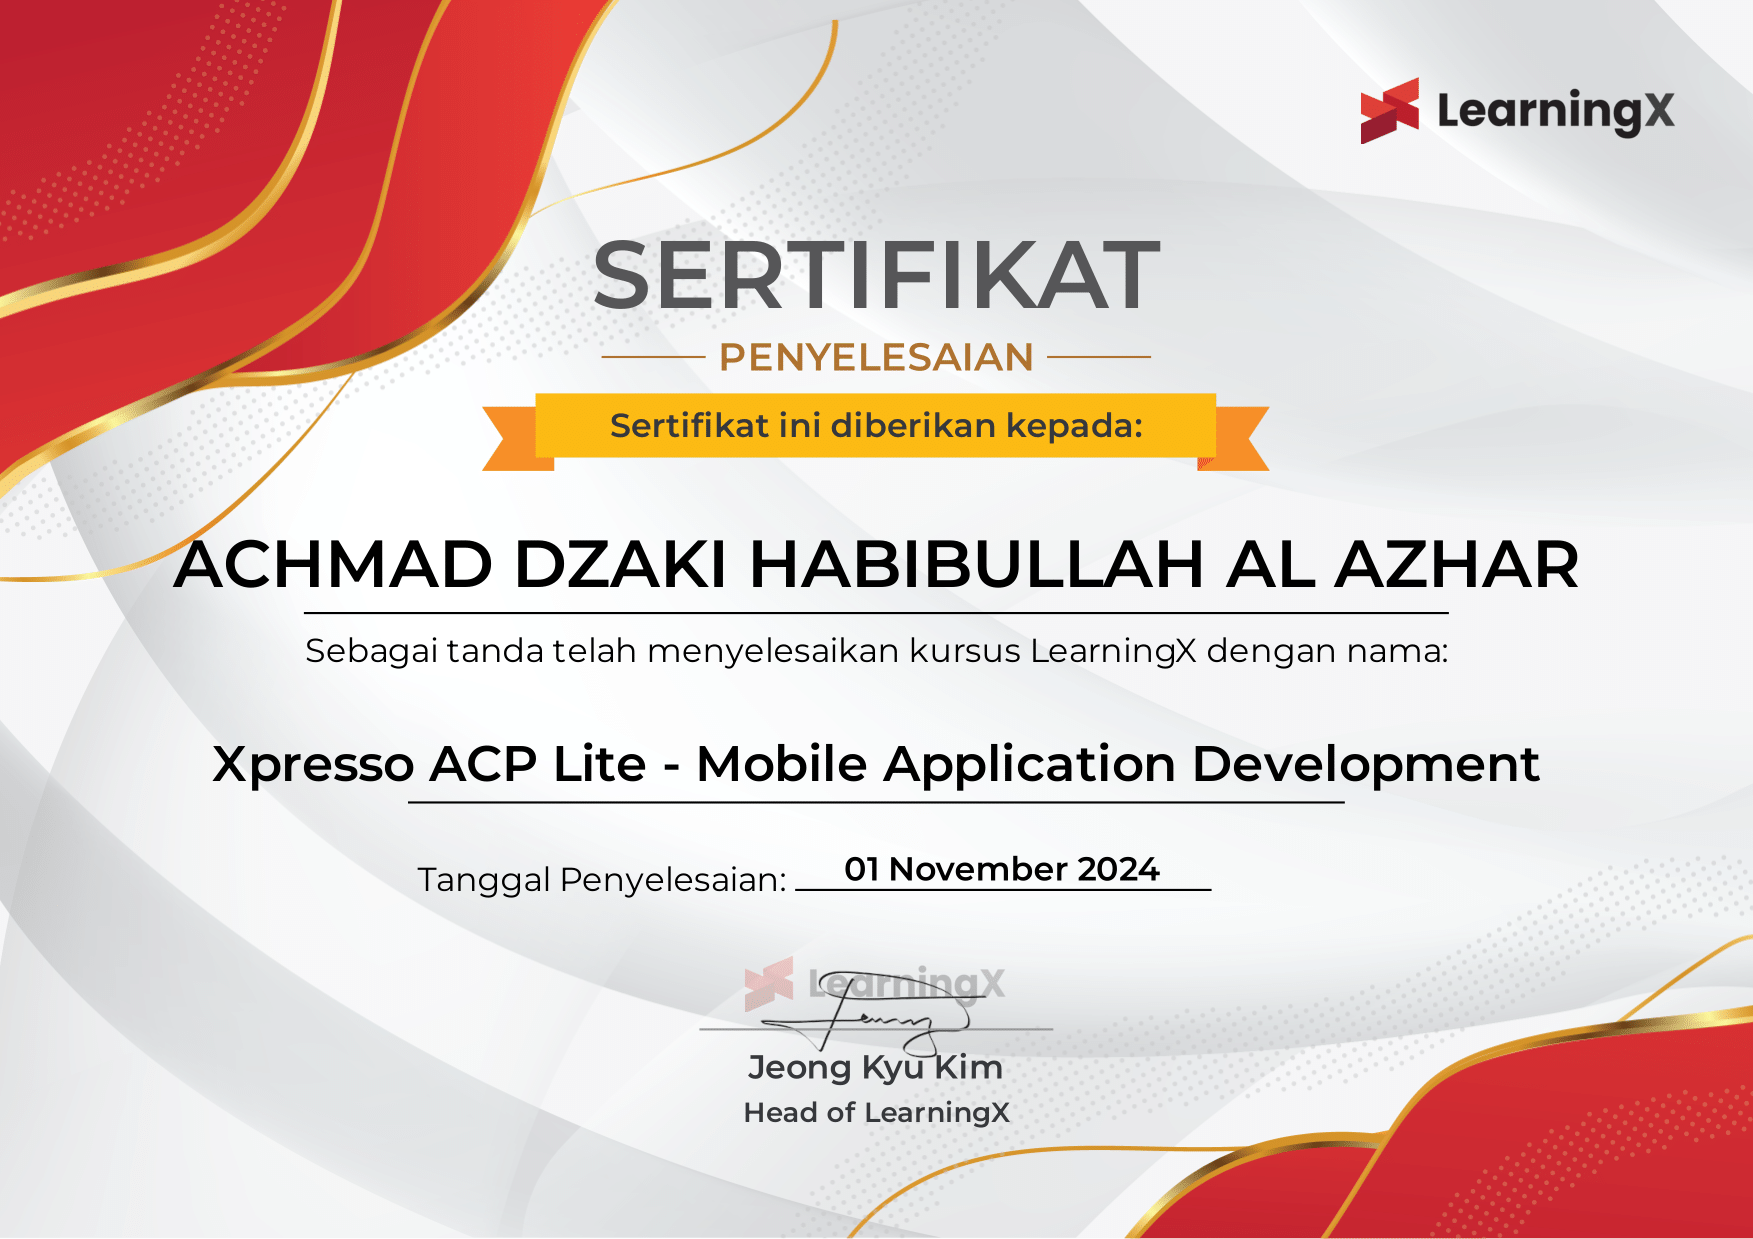 LearningX
SERTIFIKAT
PENYELESAIAN
Sertifikat ini diberikan kepada:
ACHMAD DZAKI HABIBULLAH AL AZHAR
Sebagai tanda telah menyelesaikan kursus LearningX dengan nama:
Xpresso ACP Lite - Mobile Application Development
Tanggal Penyelesaian: 01 November 2024
LearningX
Jeong Kyu Kim
Head of LearningX